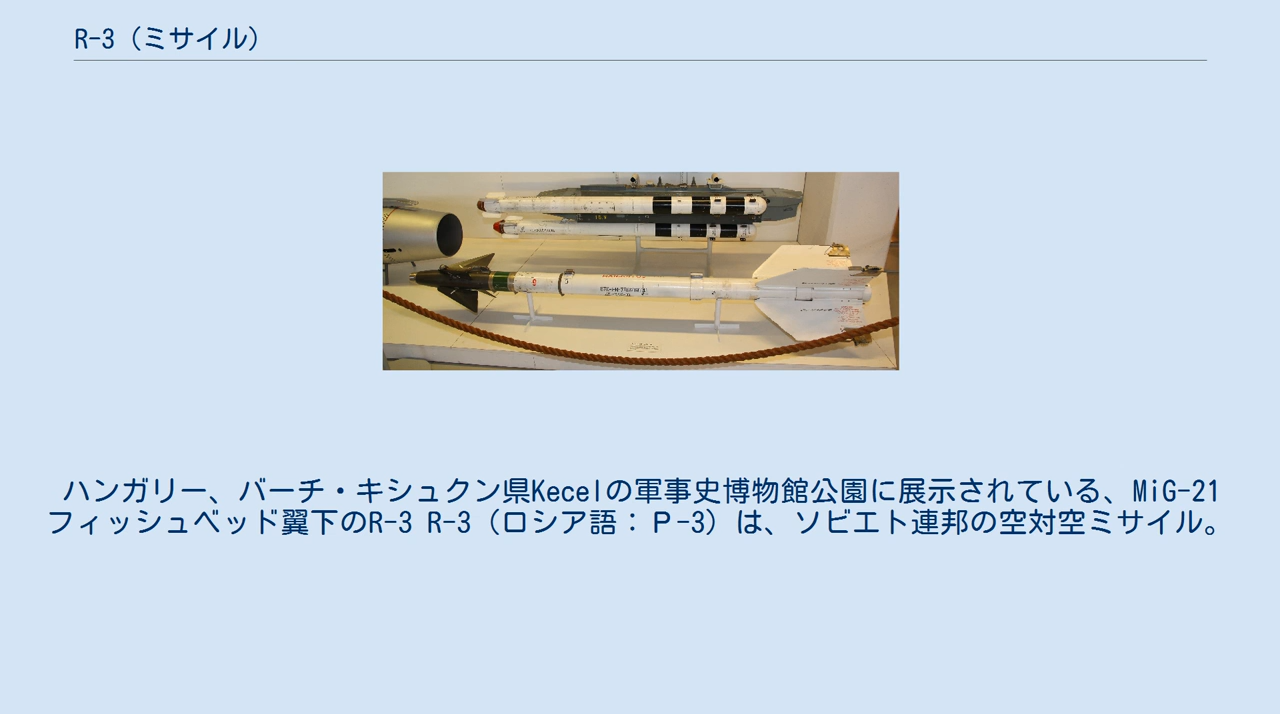 R-3（ミサイル）
ハンガリー、バーチ・キシュクン県Kecelの軍事史博物館公園に展示されている、MiG-21
フィッシュベッド翼下のR-3 R-3（ロシア語：Р-3）は、ソビエト連邦の空対空ミサイル。